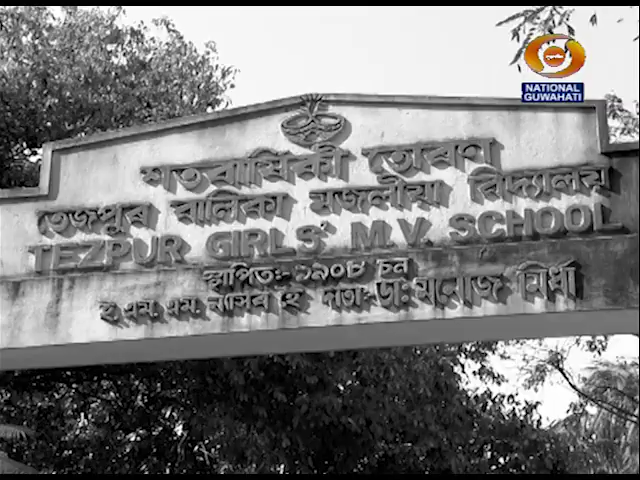 NATIONAL
GUWAHATI
শতবাৰ্ষিকী তোৰণ
তেজপুৰ বালিকা মজলীয়া বিদ্যালয়
TEZPUR GIRLS' M.V. SCHOOL
স্থাপিত:-১৯০৮ চন
দাতা-ডা: মনোজ মিৰ্ধা